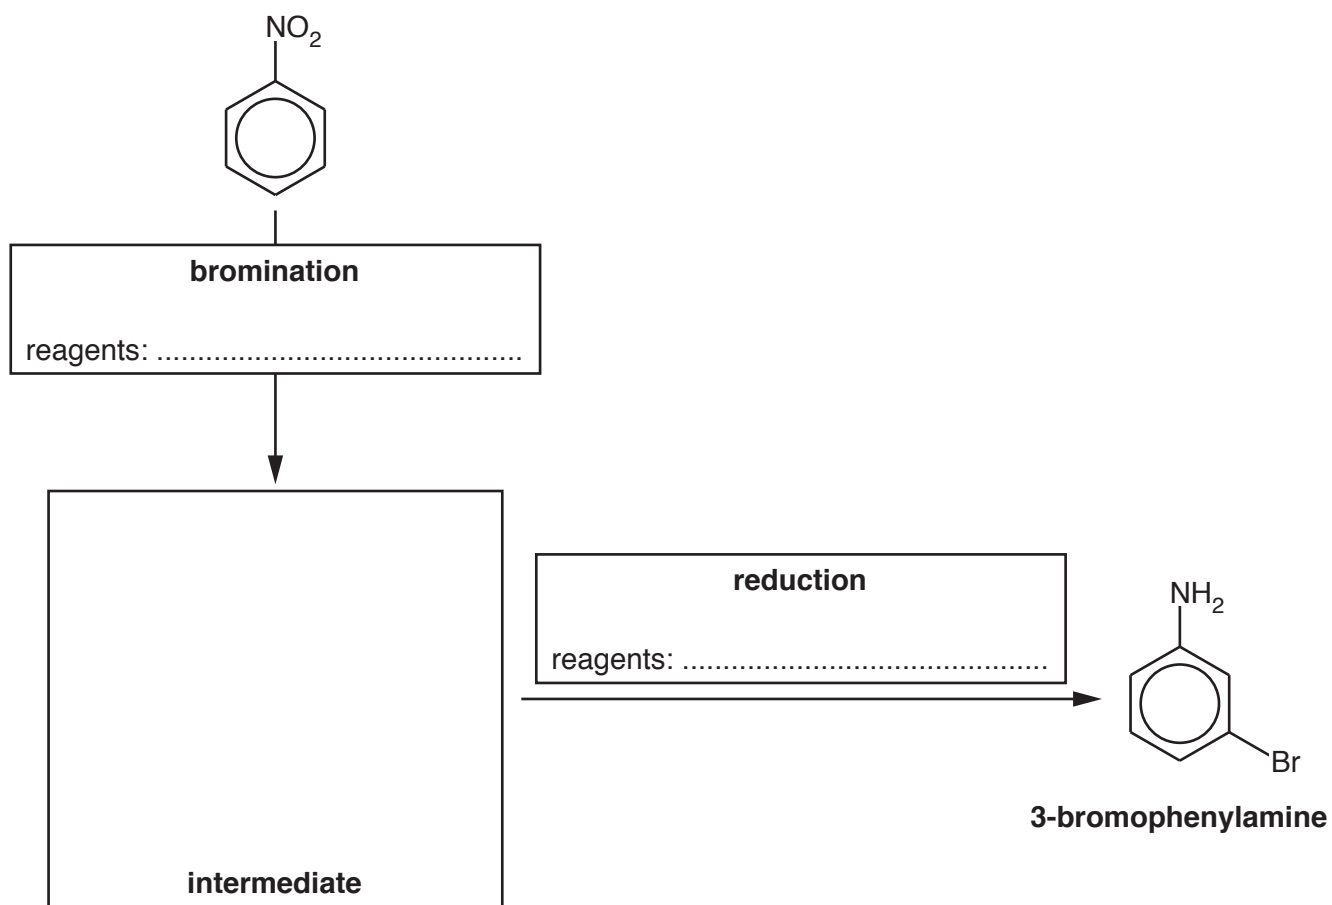 NO2
bromination
reagents: ............................................
reduction
reagents: ............................................
NH2
Br
3-bromophenylamine
intermediate